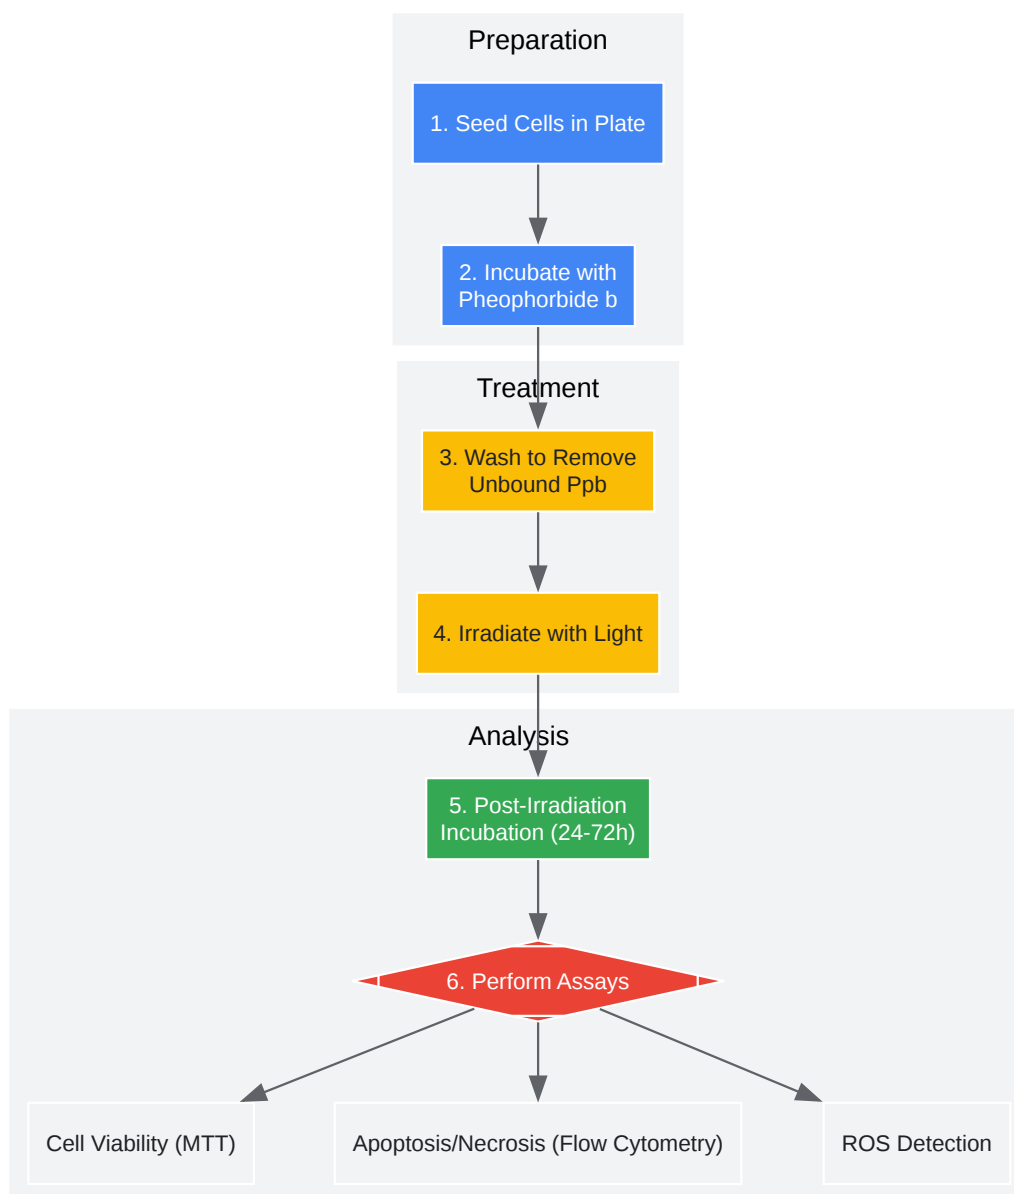 Preparation
1. Seed Cells in Plate
2. Incubate with
Pheophorbide b
Treatment
3. Wash to Remove
Unbound Ppb
4. Irradiate with Light
Analysis
5. Post-Irradiation
Incubation (24-72h)
6. Perform Assays
Cell Viability (MTT)
Apoptosis/Necrosis (Flow Cytometry)
ROS Detection